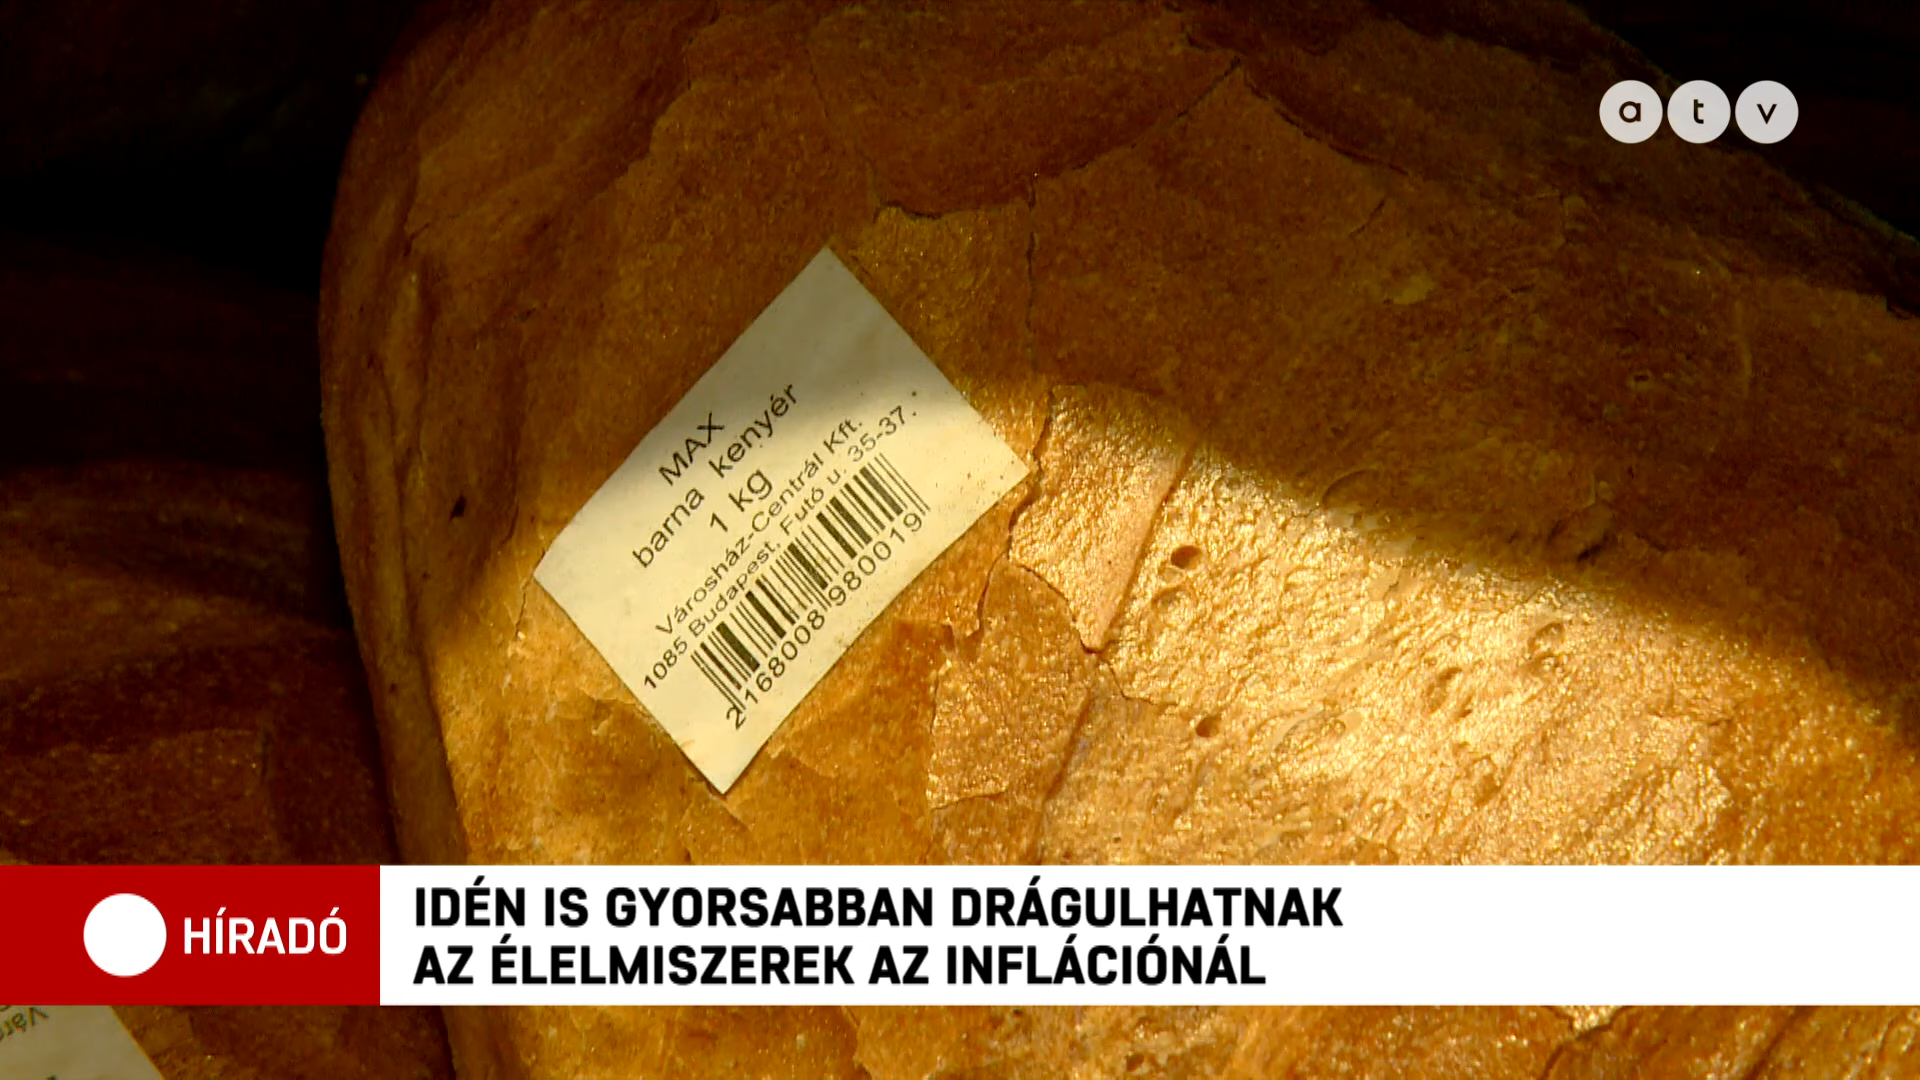 atv
MAX
barna kenyér
1 kg
Városház-Centrál Kft.
1085 Budapest, Futó u. 35-37.
2168008980019
HÍRADÓ
IDÉN IS GYORSABBAN DRÁGULHATNAK
AZ ÉLELMISZEREK AZ INFLÁCIÓNÁL